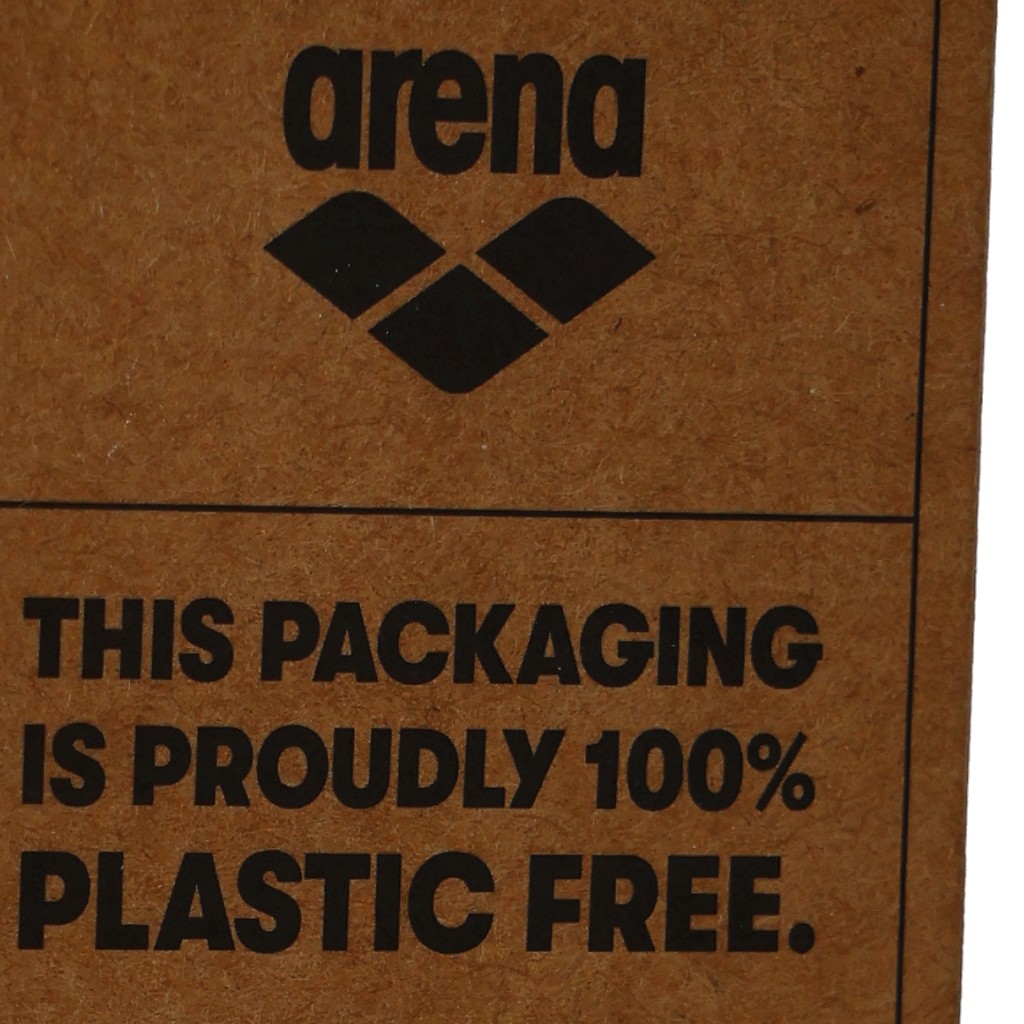 arena
THIS PACKAGING
IS PROUDLY 100%
PLASTIC FREE.